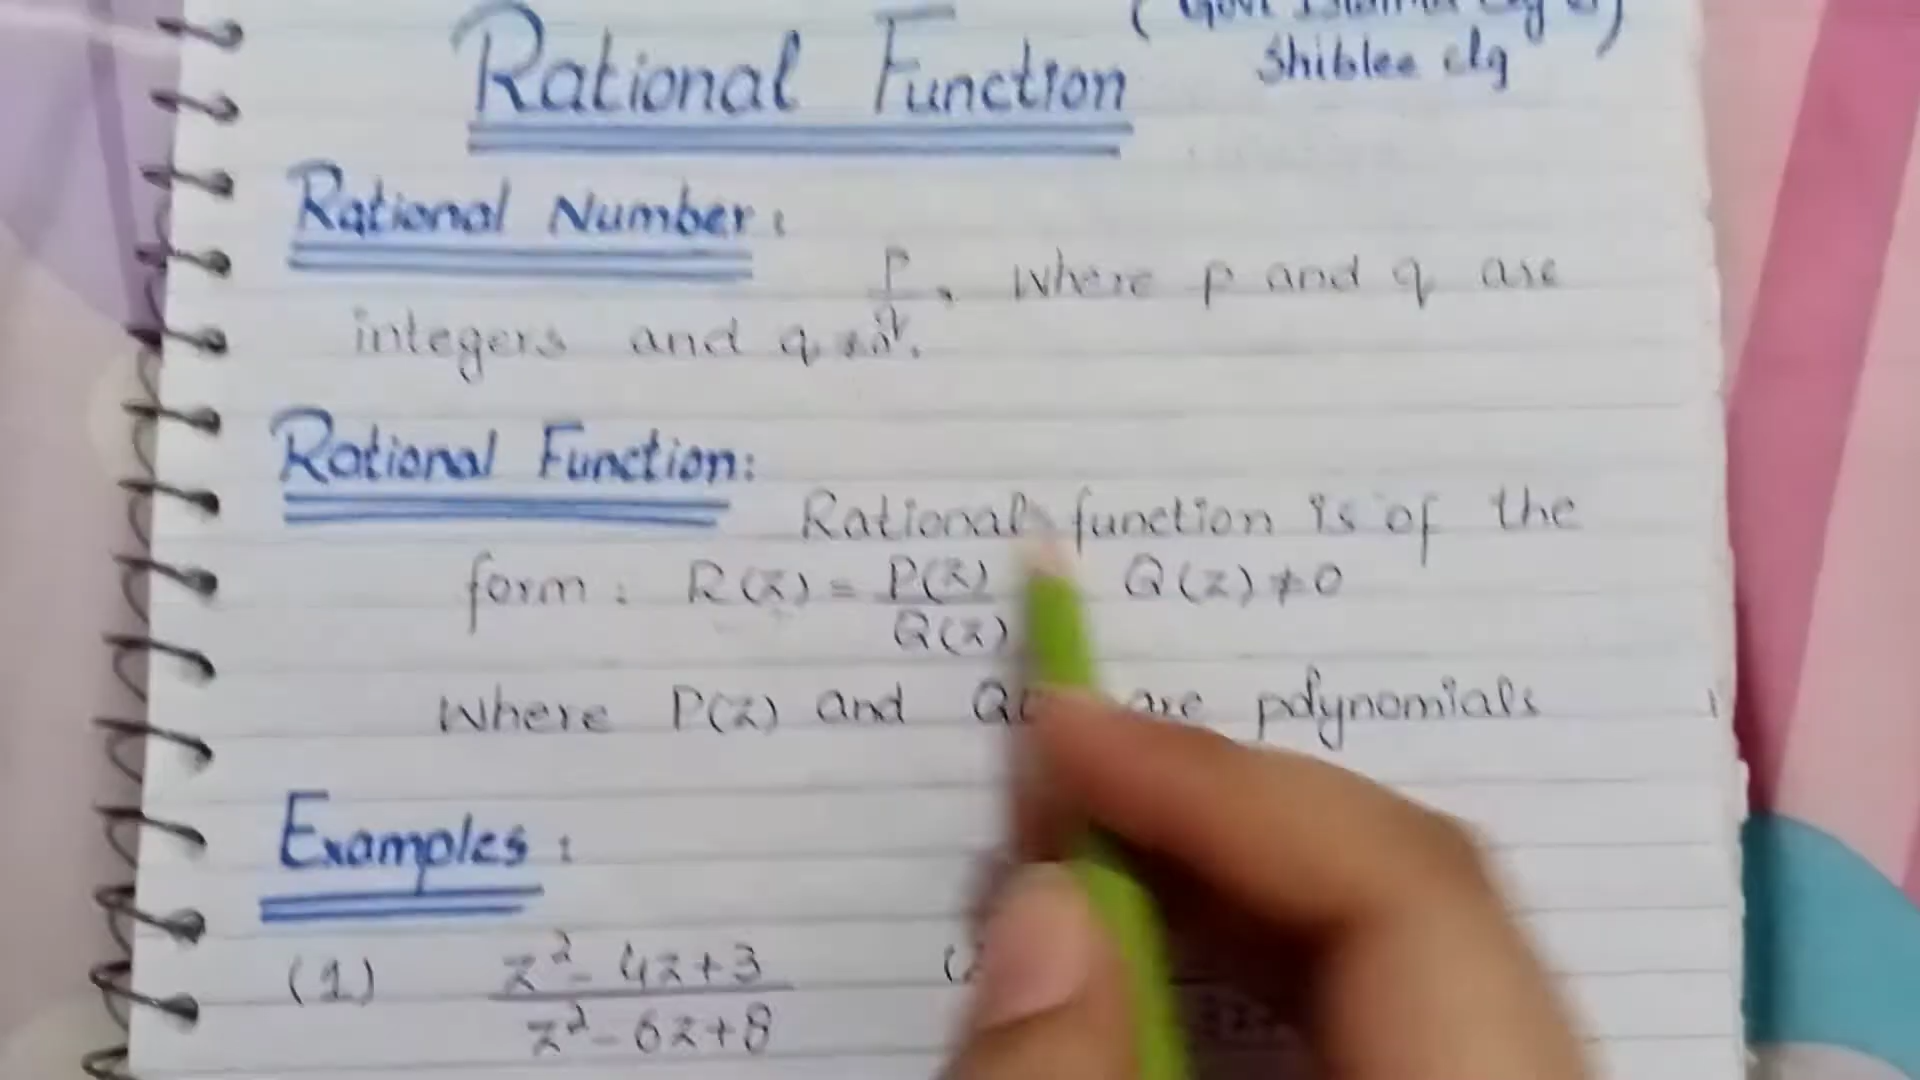 Rational Function
Shiblee clg )
Rational Number:
P/q, where p and q are
integers and q ≠ 0.
Rational Function:
Rational function is of the
form: R(z) = P(z)/Q(z) Q(z) ≠ 0
where P(z) and are polynomials
Examples:
(1) z² - 4z + 3 / z² - 6z + 8